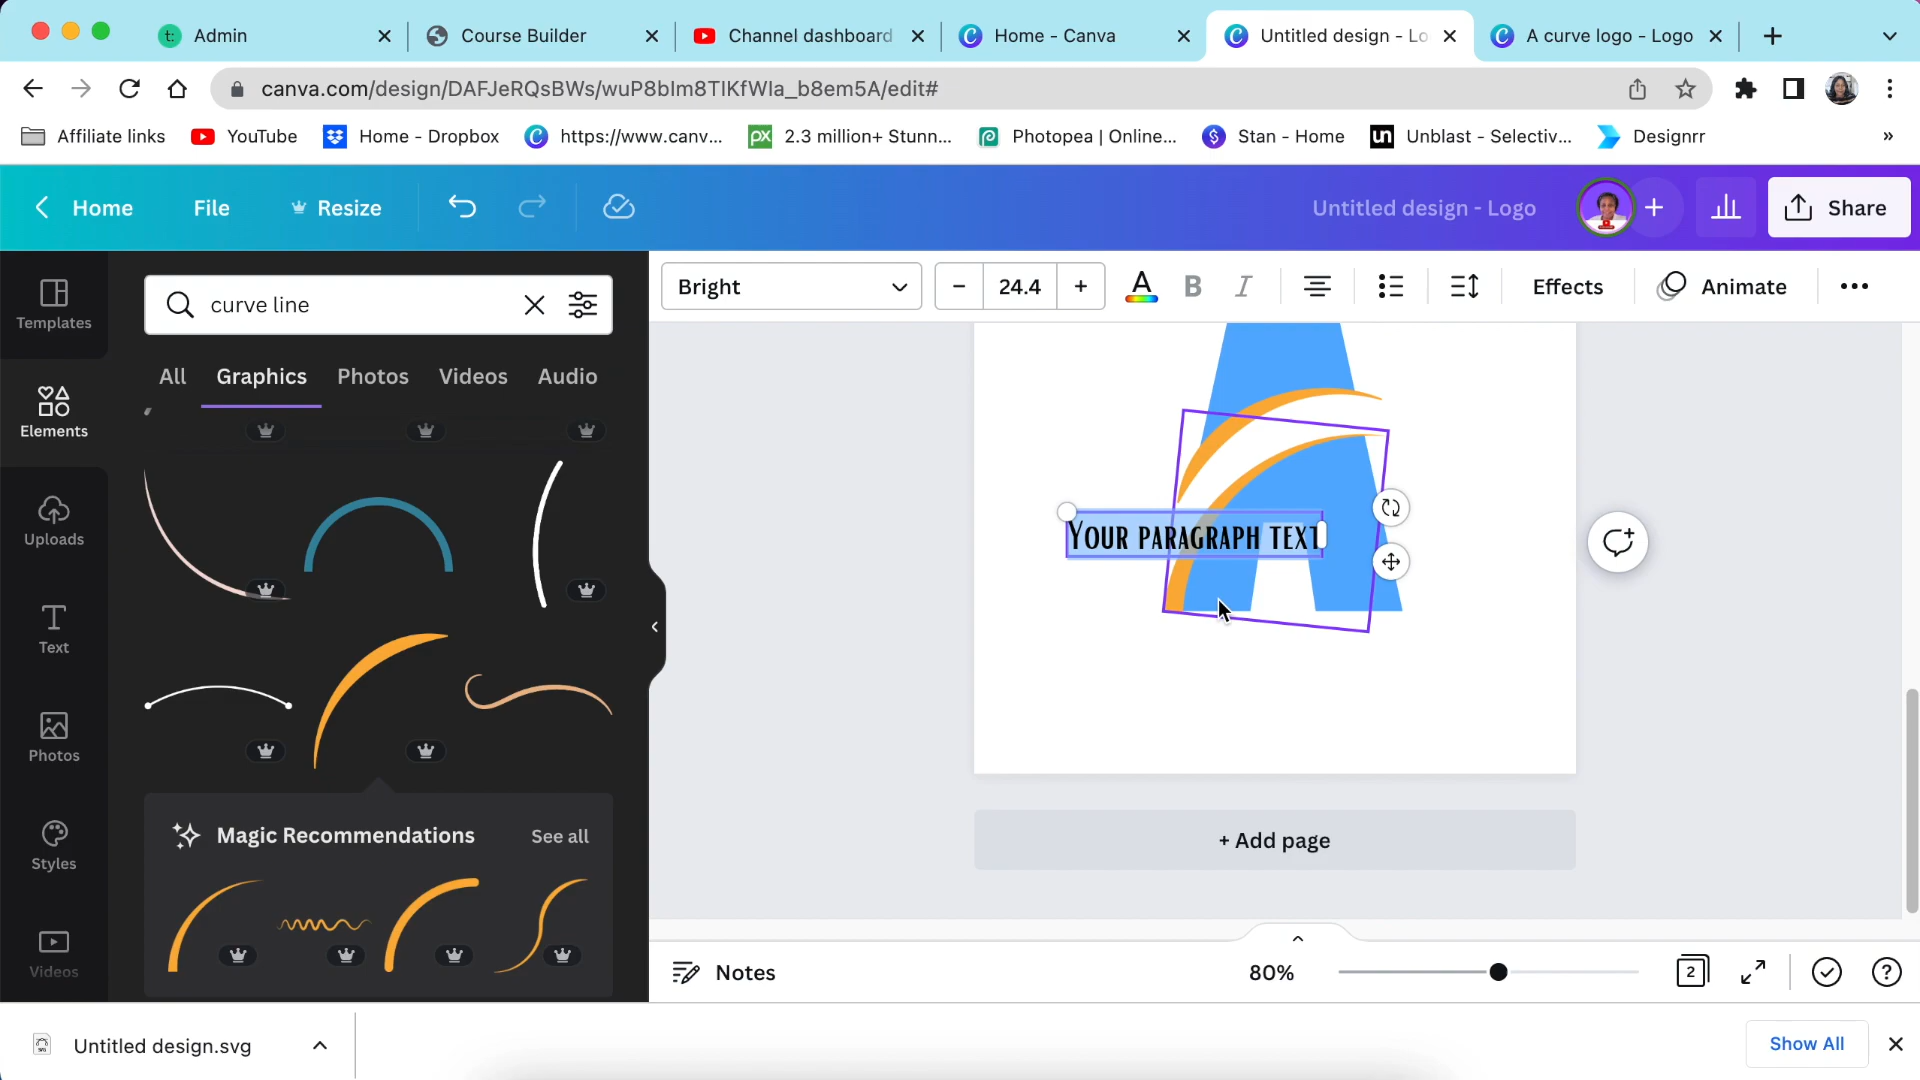 Admin
Course Builder
Channel dashboard
Home - Canva
Untitled design - Lo
A curve logo - Logo
canva.com/design/DAFJeRQsBWs/wuP8bIm8TIKfWIa_b8em5A/edit#
Affiliate links
YouTube
Home - Dropbox
https://www.canv...
2.3 million+ Stunn...
Photopea | Online...
Stan - Home
Unblast - Selectiv...
Designrr
»
Home
File
Resize
Untitled design - Logo
Share
Templates
Elements
Uploads
Text
Photos
Styles
Videos
curve line
All
Graphics
Photos
Videos
Audio
Magic Recommendations
See all
Bright
24.4
A
B
I
Effects
Animate
Your paragraph text
+ Add page
Notes
80%
2
Untitled design.svg
Show All